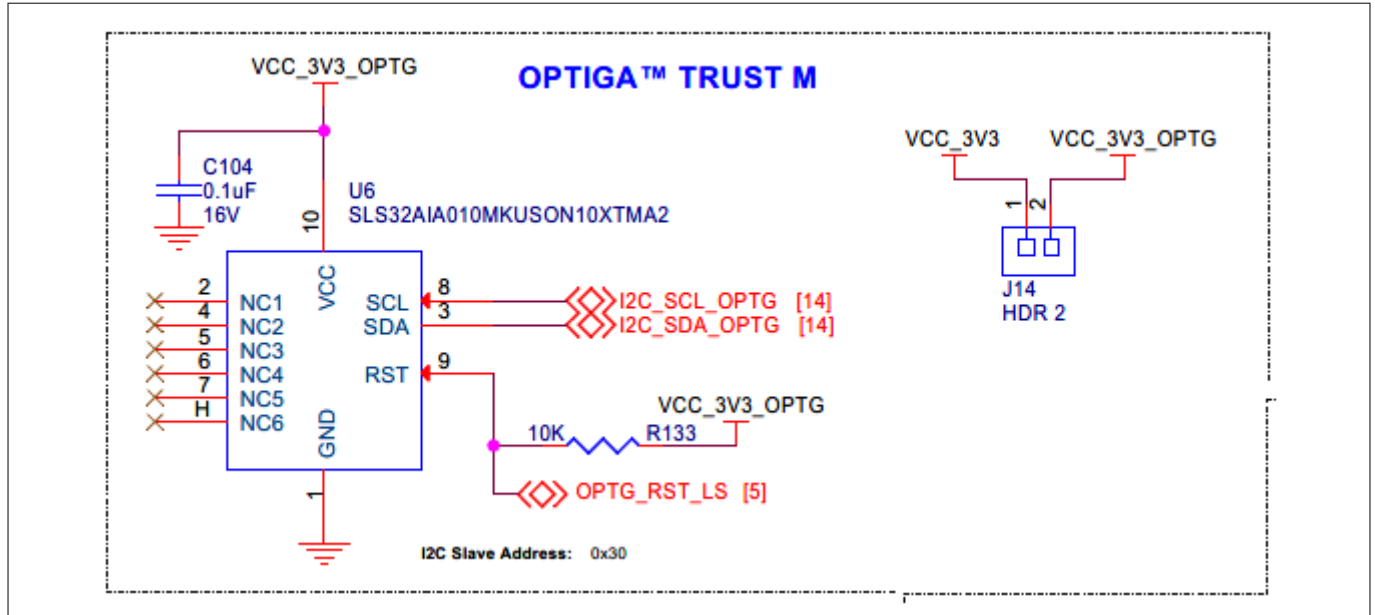 VCC_3V3_OPTG
OPTIGA™ TRUST M
C104
0.1uF
16V
U6
SLS32AIA010MKUSON10XTMA2
10
VCC
2 NC1
4 NC2
5 NC3
6 NC4
7 NC5
H NC6
SCL 8 I2C_SCL_OPTG [14]
SDA 3 I2C_SDA_OPTG [14]
RST 9
GND
1
VCC_3V3_OPTG
10K R133
OPTG_RST_LS [5]
I2C Slave Address: 0x30
VCC_3V3 VCC_3V3_OPTG
1 2
J14
HDR 2